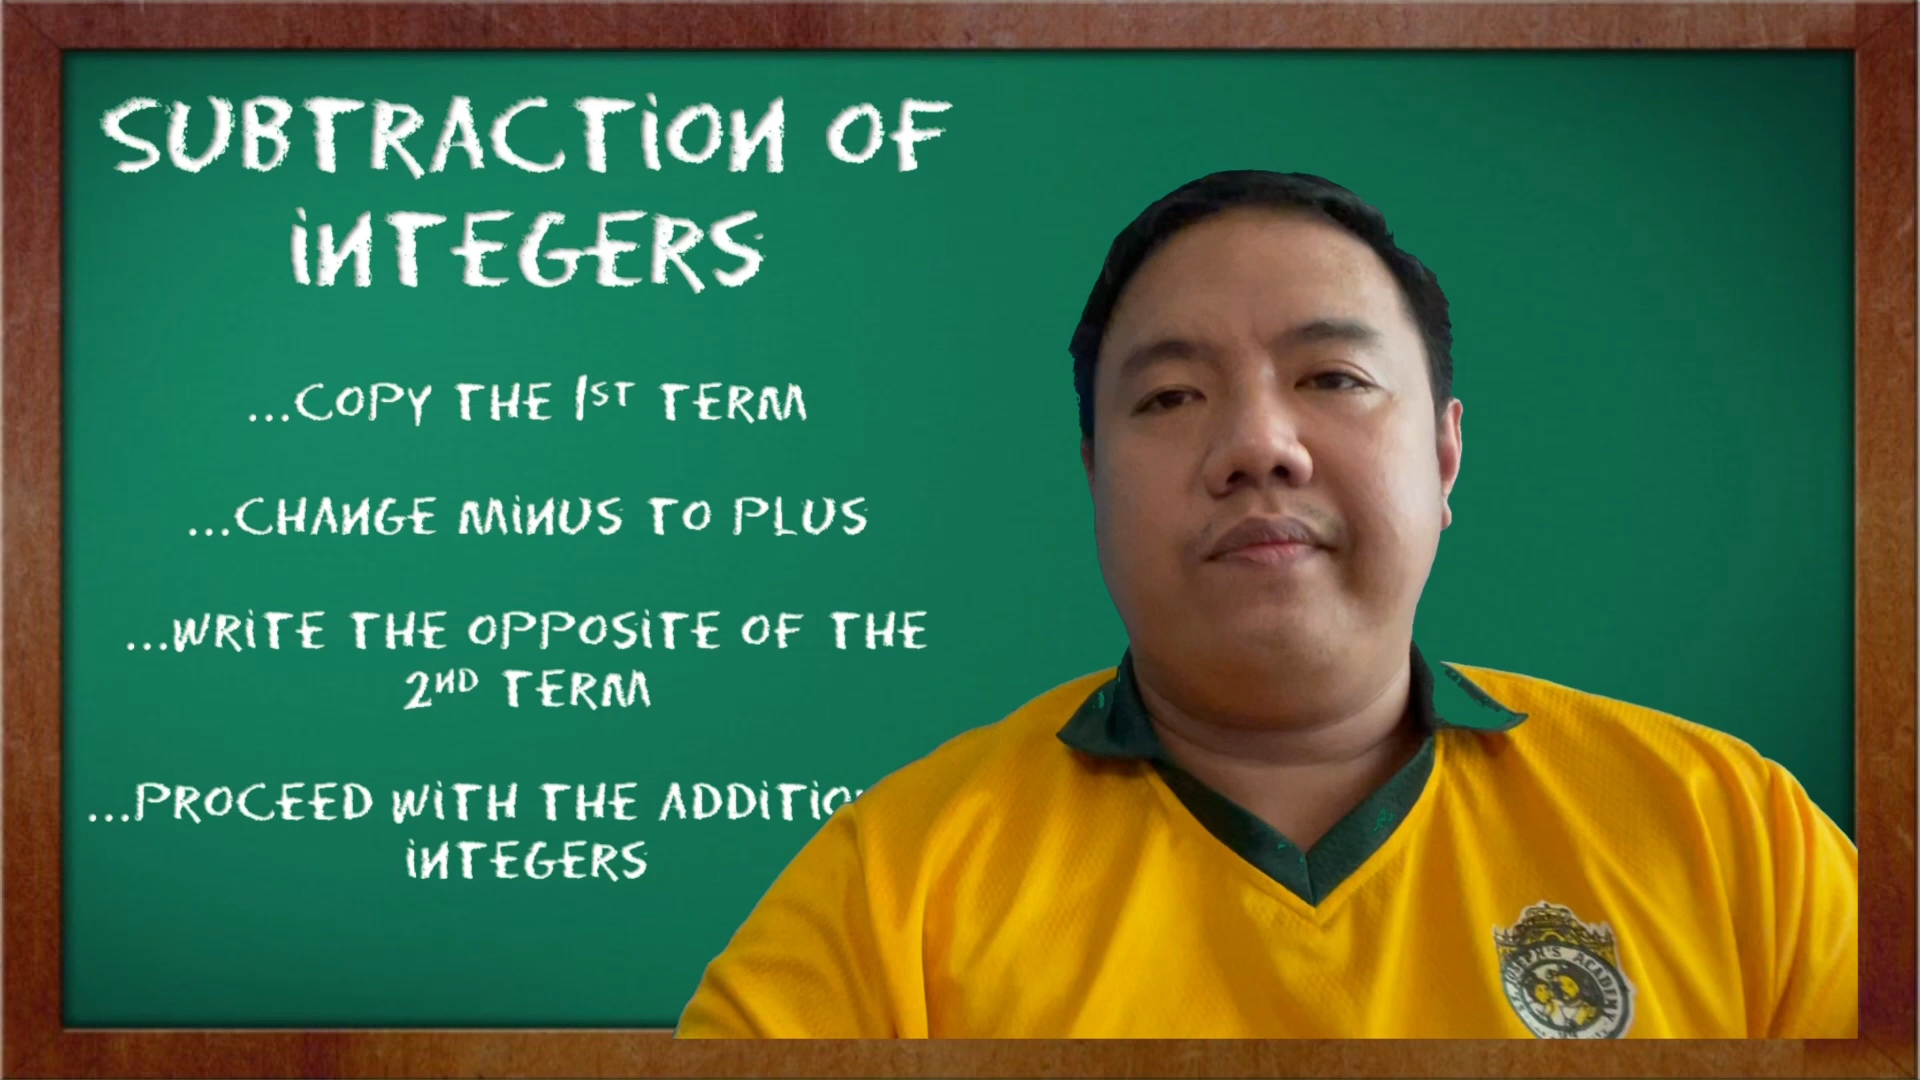 SUBTRACTION OF
INTEGERS
...COPY THE 1ST TERM
...CHANGE MINUS TO PLUS
...WRITE THE OPPOSITE OF THE
2ND TERM
...PROCEED WITH THE
INTEGERS
ACADEMY